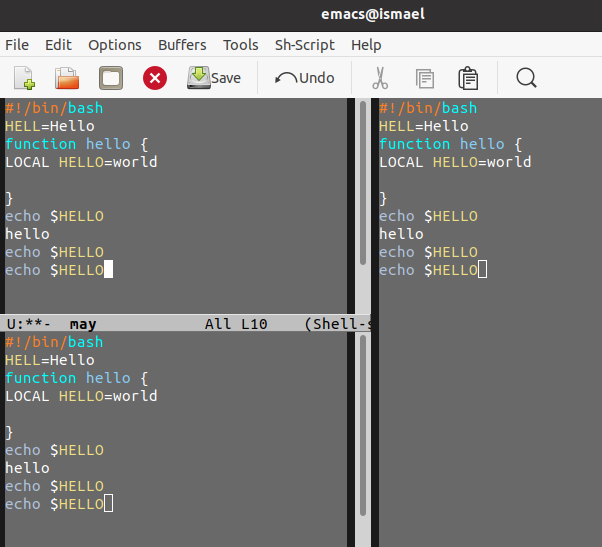 emacs@ismael
File Edit Options Buffers Tools Sh-Script Help
Save Undo
#!/bin/bash
HELL=Hello
function hello {
LOCAL HELLO=world
}
echo $HELLO
hello
echo $HELLO
echo $HELLO
U:**- may All L10 (Shell-s
#!/bin/bash
HELL=Hello
function hello {
LOCAL HELLO=world
}
echo $HELLO
hello
echo $HELLO
echo $HELLO
#!/bin/bash
HELL=Hello
function hello {
LOCAL HELLO=world
}
echo $HELLO
hello
echo $HELLO
echo $HELLO